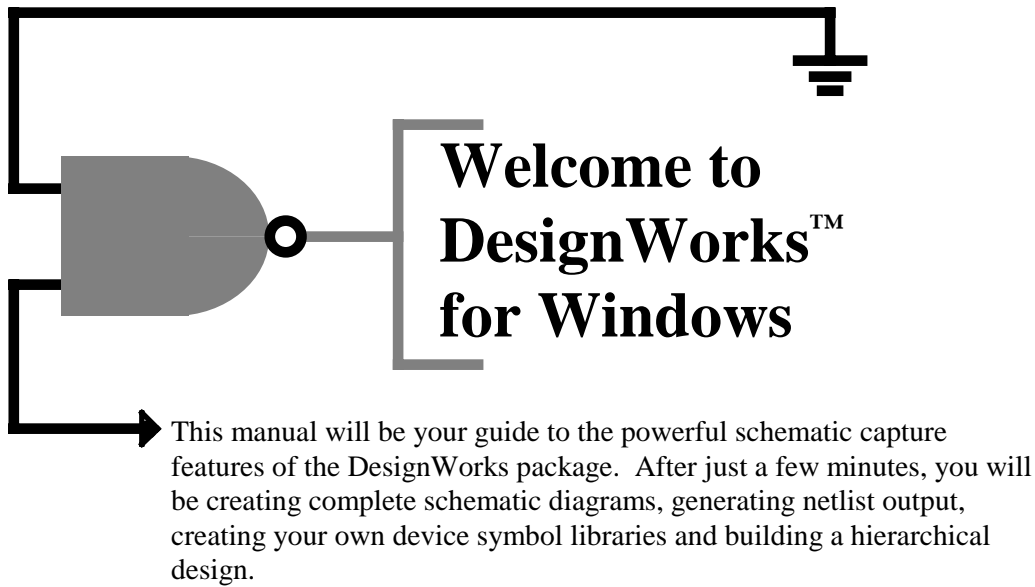 Welcome to
DesignWorks™
for Windows
This manual will be your guide to the powerful schematic capture
features of the DesignWorks package.  After just a few minutes, you will
be creating complete schematic diagrams, generating netlist output,
creating your own device symbol libraries and building a hierarchical
design.